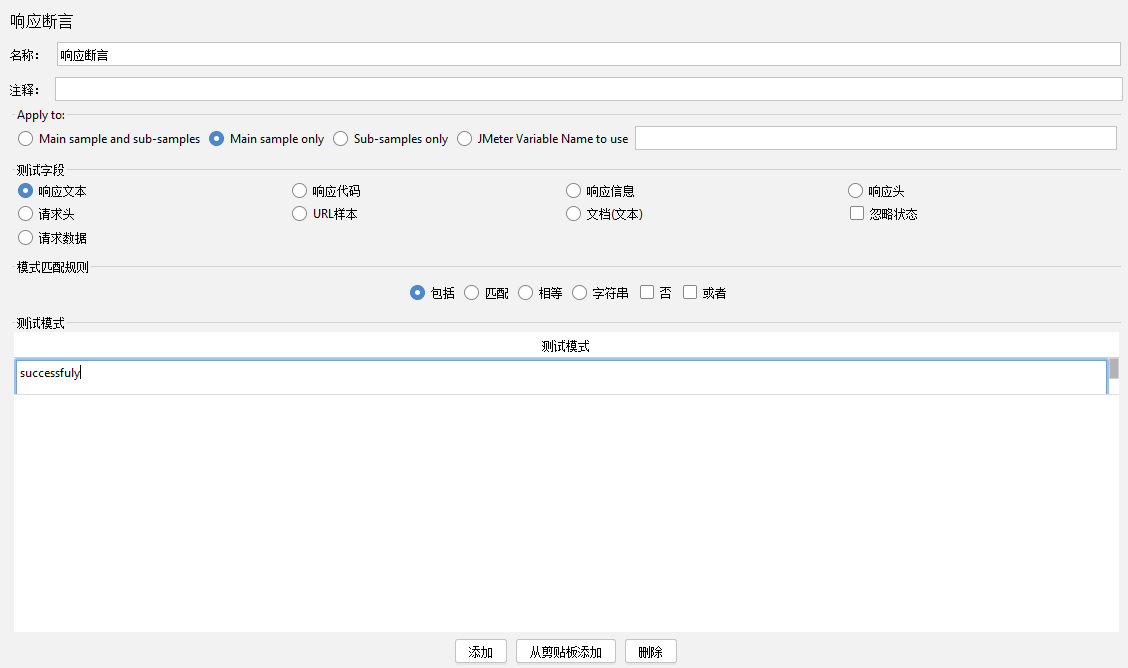 响应断言
名称： 响应断言
注释：
Apply to:
Main sample and sub-samples Main sample only Sub-samples only JMeter Variable Name to use
测试字段
响应文本 响应代码 响应信息 响应头
请求头 URL样本 文档(文本) 忽略状态
请求数据
模式匹配规则
包括 匹配 相等 字符串 否 或者
测试模式
测试模式
successfuly
添加 从剪贴板添加 删除